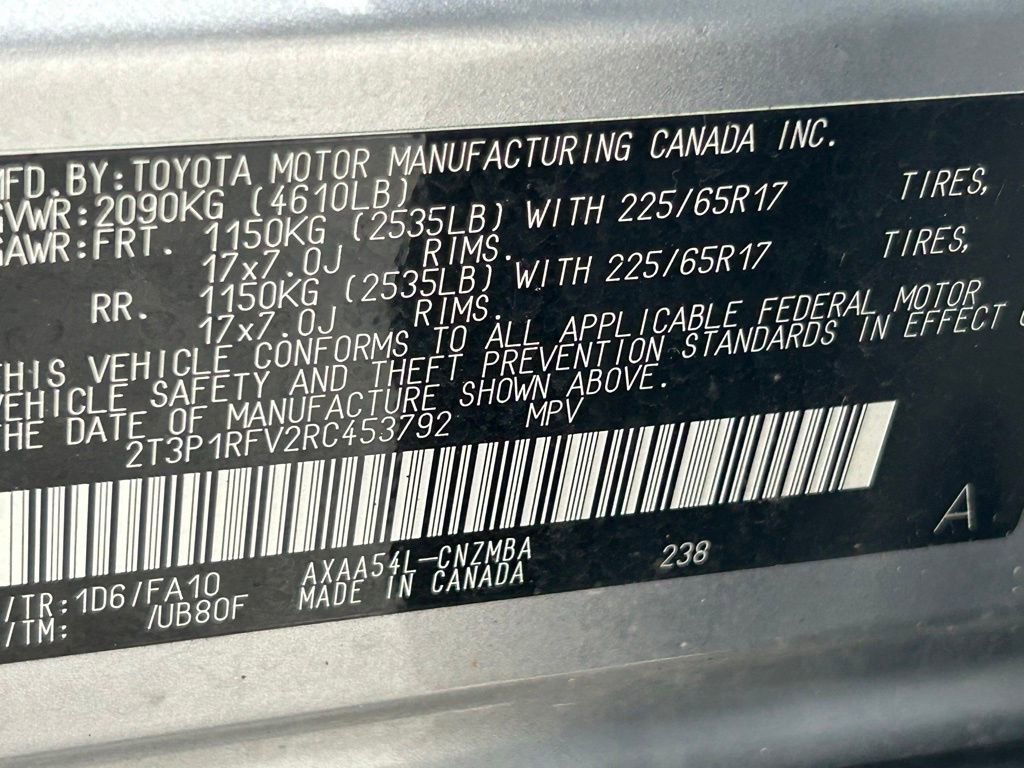 MFD. BY: TOYOTA MOTOR MANUFACTURING CANADA INC.
GVWR: 2090KG (4610LB)
GAWR: FRT. 1150KG (2535LB) WITH 225/65R17 TIRES,
17x7.0J RIMS.
RR. 1150KG (2535LB) WITH 225/65R17 TIRES,
17x7.0J RIMS.
THIS VEHICLE CONFORMS TO ALL APPLICABLE FEDERAL MOTOR
VEHICLE SAFETY AND THEFT PREVENTION STANDARDS IN EFFECT
THE DATE OF MANUFACTURE SHOWN ABOVE.
2T3P1RFV2RC453792 MPV
A
/TR: 1D6/FA10 AXAA54L-CNZMBA 238
/TM: /UB80F MADE IN CANADA